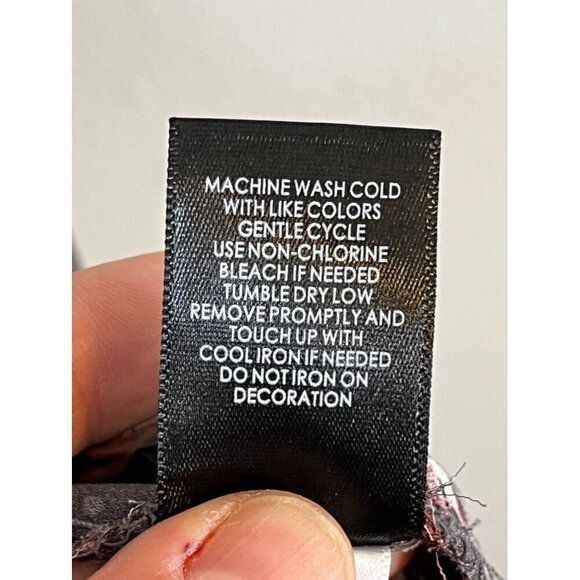 MACHINE WASH COLD
WITH LIKE COLORS
GENTLE CYCLE
USE NON-CHLORINE
BLEACH IF NEEDED
TUMBLE DRY LOW
REMOVE PROMPTLY AND
TOUCH UP WITH
COOL IRON IF NEEDED
DO NOT IRON ON
DECORATION